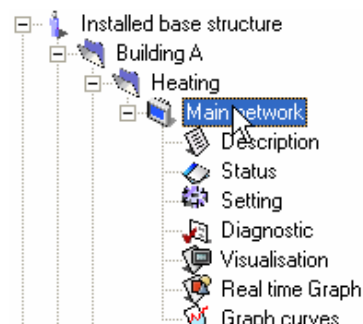 Installed base structure
Building A
Heating
Main network
Description
Status
Setting
Diagnostic
Visualisation
Real time Graph
Graph curves